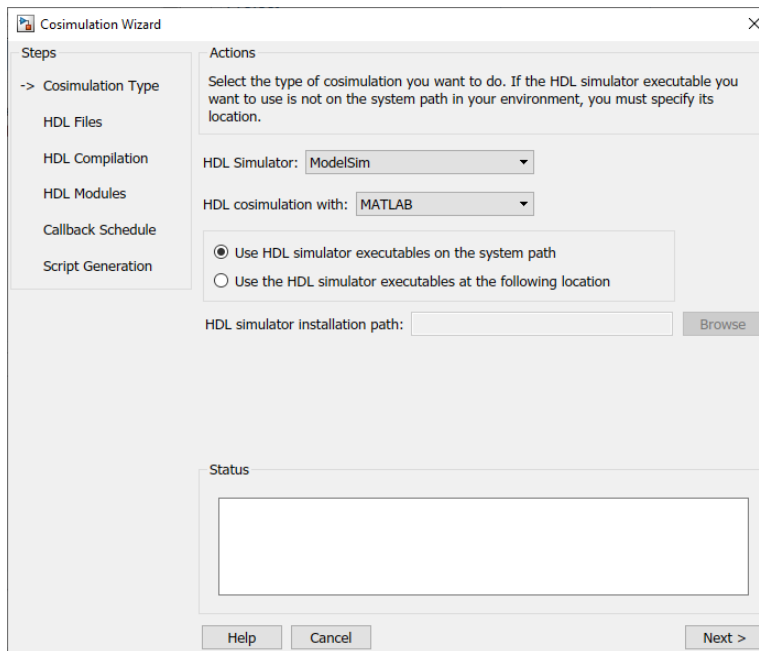 Cosimulation Wizard
Steps
-> Cosimulation Type
HDL Files
HDL Compilation
HDL Modules
Callback Schedule
Script Generation
Actions
Select the type of cosimulation you want to do. If the HDL simulator executable you
want to use is not on the system path in your environment, you must specify its
location.
HDL Simulator: ModelSim
HDL cosimulation with: MATLAB
Use HDL simulator executables on the system path
Use the HDL simulator executables at the following location
HDL simulator installation path: Browse
Status
Help Cancel Next >